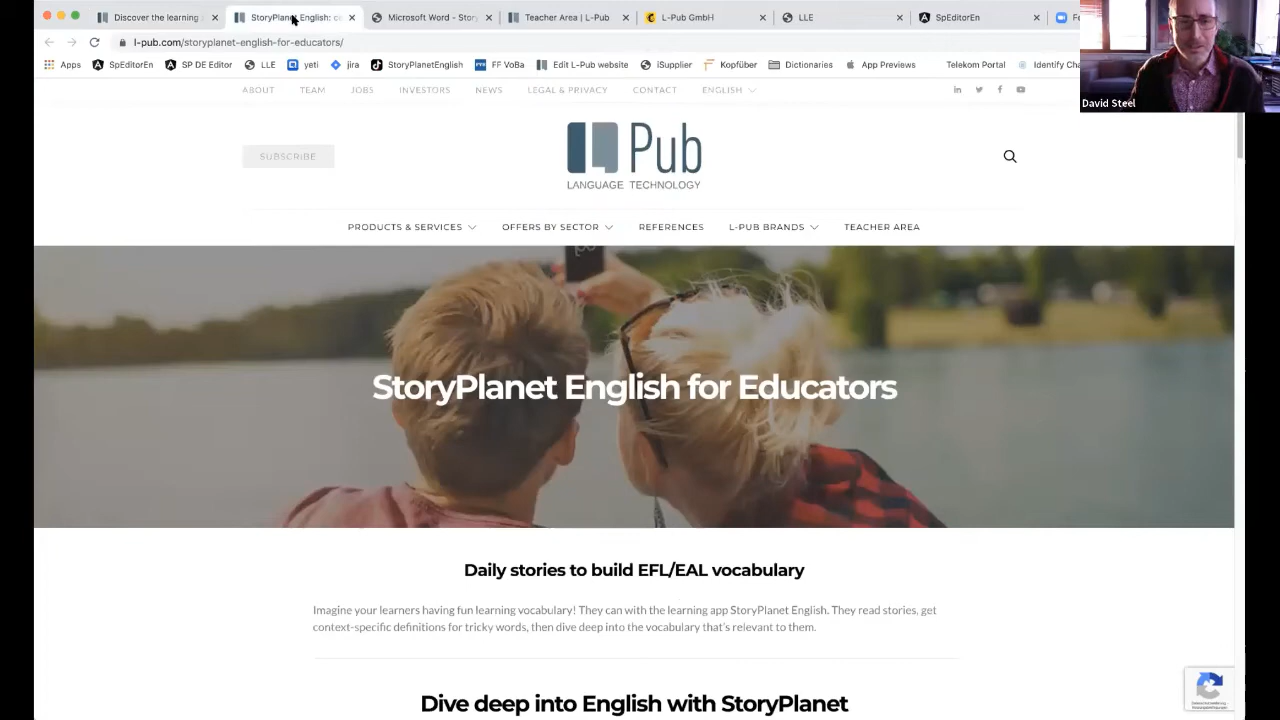 Discover the learning
StoryPlanet English:
Microsoft Word - Stor
Teacher Area | L-Pub
L-Pub GmbH
LLE
SpEditorEn
l-pub.com/storyplanet-english-for-educators/
Apps
SpEditorEn
SP DE Editor
LLE
yeti
jira
StoryPlanetEnglish
FF VoBa
Edit L-Pub website
iSupplier
Kopfüber
Dictionaries
App Previews
Telekom Portal
Identify Cha
David Steel
ABOUT
TEAM
JOBS
INVESTORS
NEWS
LEGAL & PRIVACY
CONTACT
ENGLISH
SUBSCRIBE
L Pub
LANGUAGE TECHNOLOGY
PRODUCTS & SERVICES
OFFERS BY SECTOR
REFERENCES
L-PUB BRANDS
TEACHER AREA
StoryPlanet English for Educators
Daily stories to build EFL/EAL vocabulary
Imagine your learners having fun learning vocabulary! They can with the learning app StoryPlanet English. They read stories, get
context-specific definitions for tricky words, then dive deep into the vocabulary that's relevant to them.
Dive deep into English with StoryPlanet